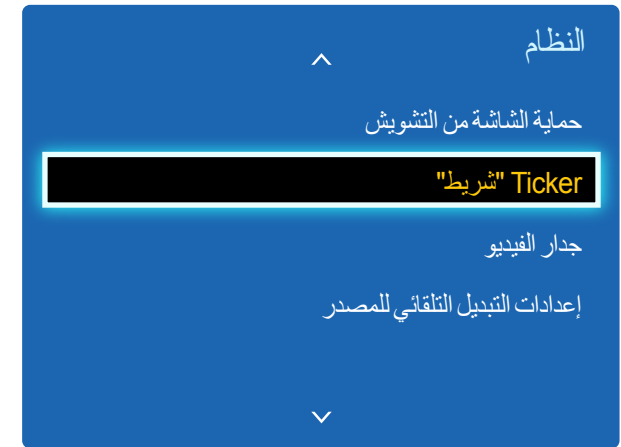 النظام
حماية الشاشة من التشويش
Ticker "شريط"
جدار الفيديو
إعدادات التبديل التلقائي للمصدر